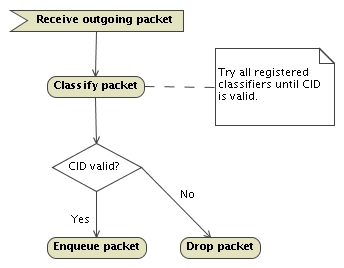 Receive outgoing packet
Classify packet
Try all registered
classifiers until CID
is valid.
CID valid?
No
Yes
Enqueue packet
Drop packet